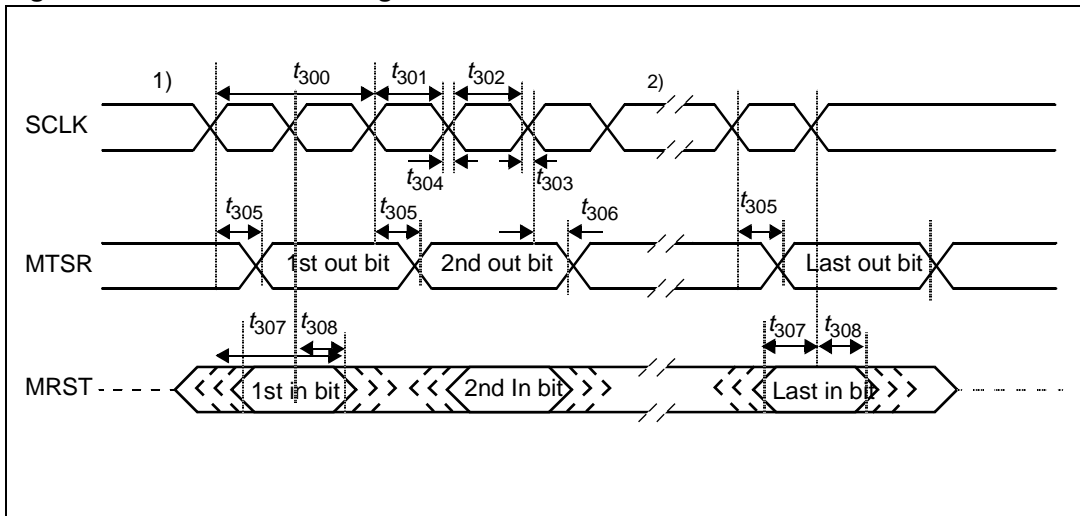 1) t300 t301 t302 2)
SCLK
t304 t303
t305 t305 t306 t305
MTSR 1st out bit 2nd out bit Last out bit
t307 t308 t307 t308
MRST 1st in bit 2nd In bit Last in bit